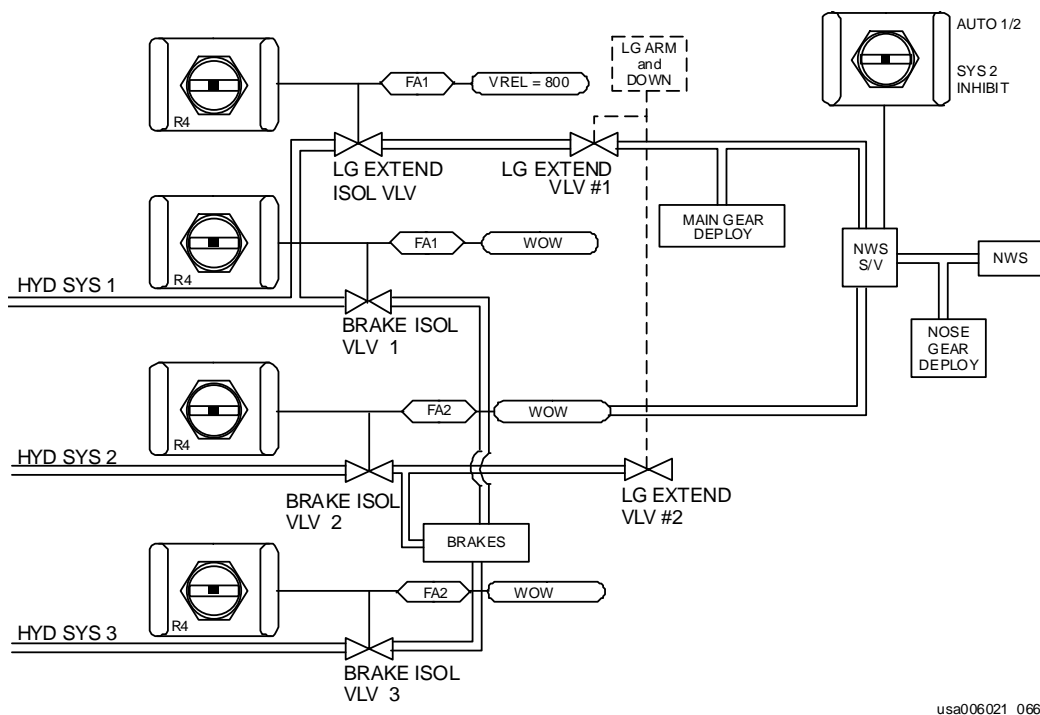 AUTO 1/2
SYS 2
INHIBIT
R4
FA1
VREL = 800
LG ARM
and
DOWN
LG EXTEND
ISOL VLV
LG EXTEND
VLV #1
MAIN GEAR
DEPLOY
R4
FA1
WOW
HYD SYS 1
BRAKE ISOL
VLV 1
NWS
S/V
NWS
NOSE
GEAR
DEPLOY
R4
FA2
WOW
HYD SYS 2
BRAKE ISOL
VLV 2
LG EXTEND
VLV #2
BRAKES
R4
FA2
WOW
HYD SYS 3
BRAKE ISOL
VLV 3
usa006021_066